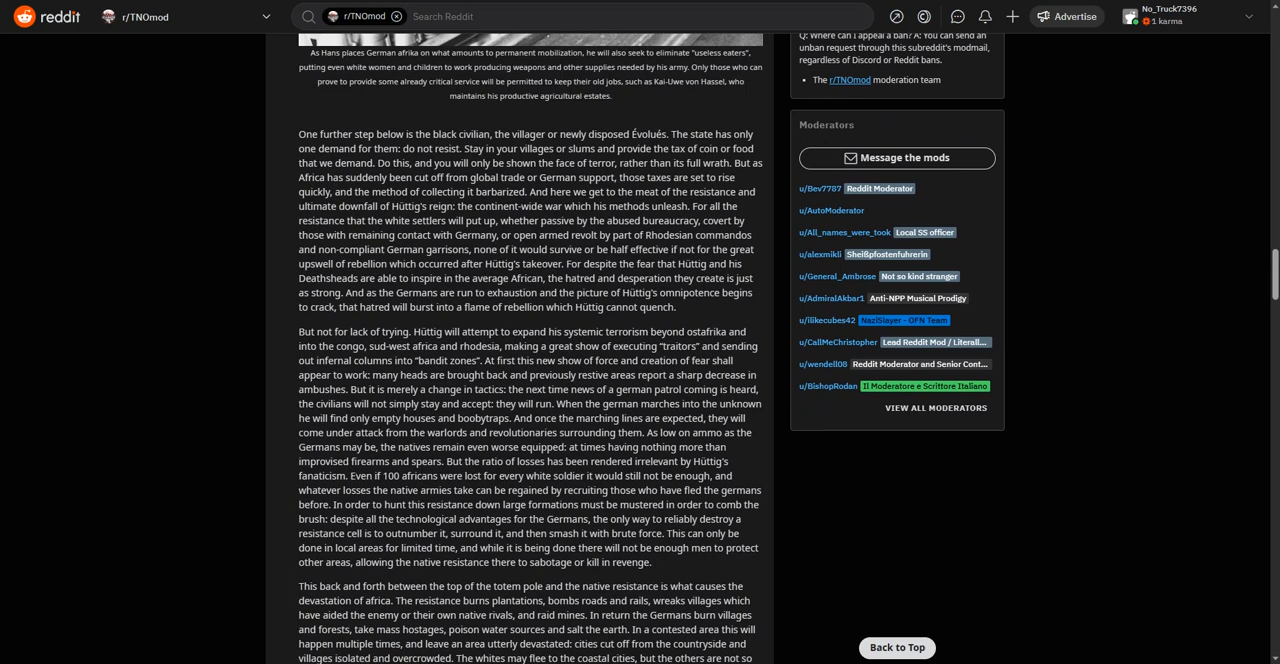 reddit
r/TNOmod
r/TNOmod
Search Reddit
Advertise
No_Truck7396
1 karma
As Hans places German afrika on what amounts to permanent mobilization, he will also seek to eliminate "useless eaters",
putting even white women and children to work producing weapons and other supplies needed by his army. Only those who can
prove to provide some already critical service will be permitted to keep their old jobs, such as Kai-Uwe von Hassel, who
maintains his productive agricultural estates.
One further step below is the black civilian, the villager or newly disposed Évolués. The state has only
one demand for them: do not resist. Stay in your villages or slums and provide the tax of coin or food
that we demand. Do this, and you will only be shown the face of terror, rather than its full wrath. But as
Africa has suddenly been cut off from global trade or German support, those taxes are set to rise
quickly, and the method of collecting it barbarized. And here we get to the meat of the resistance and
ultimate downfall of Hüttig's reign: the continent-wide war which his methods unleash. For all the
resistance that the white settlers will put up, whether passive by the abused bureaucracy, covert by
those with remaining contact with Germany, or open armed revolt by part of Rhodesian commandos
and non-compliant German garrisons, none of it would survive or be half effective if not for the great
upswell of rebellion which occurred after Hüttig's takeover. For despite the fear that Hüttig and his
Deathsheads are able to inspire in the average African, the hatred and desperation they create is just
as strong. And as the Germans are run to exhaustion and the picture of Hüttig's omnipotence begins
to crack, that hatred will burst into a flame of rebellion which Hüttig cannot quench.
But not for lack of trying. Hüttig will attempt to expand his systemic terrorism beyond ostafrika and
into the congo, sud-west africa and rhodesia, making a great show of executing “traitors” and sending
out infernal columns into “bandit zones”. At first this new show of force and creation of fear shall
appear to work: many heads are brought back and previously restive areas report a sharp decrease in
ambushes. But it is merely a change in tactics: the next time news of a german patrol coming is heard,
the civilians will not simply stay and accept: they will run. When the german marches into the unknown
he will find only empty houses and boobytraps. And once the marching lines are expected, they will
come under attack from the warlords and revolutionaries surrounding them. As low on ammo as the
Germans may be, the natives remain even worse equipped: at times having nothing more than
improvised firearms and spears. But the ratio of losses has been rendered irrelevant by Hüttig's
fanaticism. Even if 100 africans were lost for every white soldier it would still not be enough, and
whatever losses the native armies take can be regained by recruiting those who have fled the germans
before. In order to hunt this resistance down large formations must be mustered in order to comb the
brush: despite all the technological advantages for the Germans, the only way to reliably destroy a
resistance cell is to outnumber it, surround it, and then smash it with brute force. This can only be
done in local areas for limited time, and while it is being done there will not be enough men to protect
other areas, allowing the native resistance there to sabotage or kill in revenge.
This back and forth between the top of the totem pole and the native resistance is what causes the
devastation of africa. The resistance burns plantations, bombs roads and rails, wreaks villages which
have aided the enemy or their own native rivals, and raid mines. In return the Germans burn villages
and forests, take mass hostages, poison water sources and salt the earth. In a contested area this will
happen multiple times, and leave an area utterly devastated: cities cut off from the countryside and
villages isolated and overcrowded. The whites may flee to the coastal cities, but the others are not so
Q: Where can I appeal a ban? A: You can send an
unban request through this subreddit's modmail,
regardless of Discord or Reddit bans.
• The r/TNOmod moderation team
Moderators
Message the mods
u/Bev7787 Reddit Moderator
u/AutoModerator
u/All_names_were_took Local SS officer
u/alexmikli Sheißpfostenfuhrerin
u/General_Ambrose Not so kind stranger
u/AdmiralAkbar1 Anti-NPP Musical Prodigy
u/ilikecubes42 NaziSlayer - OFN Team
u/CallMeChristopher Lead Reddit Mod / Literall...
u/wendell08 Reddit Moderator and Senior Cont...
u/BishopRodan Il Moderatore e Scrittore Italiano
VIEW ALL MODERATORS
Back to Top